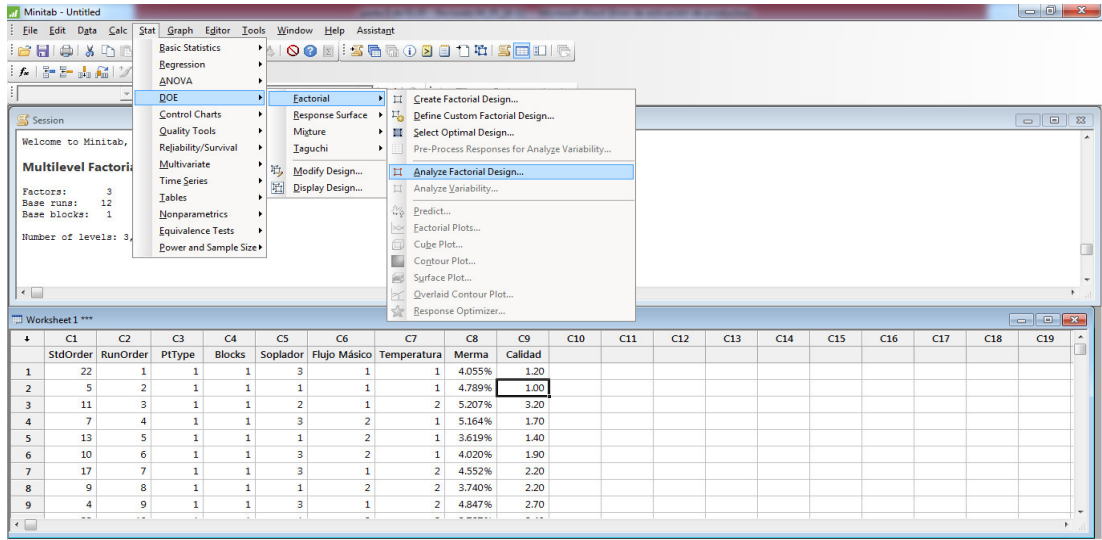 Minitab - Untitled
File Edit Data Calc Stat Graph Editor Tools Window Help Assistant
Basic Statistics
Regression
ANOVA
DOE
Control Charts
Quality Tools
Reliability/Survival
Multivariate
Time Series
Tables
Nonparametrics
Equivalence Tests
Power and Sample Size
Factorial
Response Surface
Mixture
Taguchi
Modify Design...
Display Design...
Create Factorial Design...
Define Custom Factorial Design...
Select Optimal Design...
Pre-Process Responses for Analyze Variability...
Analyze Factorial Design...
Analyze Variability...
Predict...
Factorial Plots...
Cube Plot...
Contour Plot...
Surface Plot...
Overlaid Contour Plot...
Response Optimizer...
Session
Welcome to Minitab,
Multilevel Factori
Factors: 3
Base runs: 12
Base blocks: 1
Number of levels: 3,
Worksheet 1 ***
C1 C2 C3 C4 C5 C6 C7 C8 C9 C10 C11 C12 C13 C14 C15 C16 C17 C18 C19
StdOrder RunOrder PtType Blocks Soplador Flujo Másico Temperatura Merma Calidad
1 22 1 1 1 3 1 1 4.055% 1.20
2 5 2 1 1 1 1 1 4.789% 1.00
3 11 3 1 1 2 1 2 5.207% 3.20
4 7 4 1 1 3 2 1 5.164% 1.70
5 13 5 1 1 1 2 1 3.619% 1.40
6 10 6 1 1 3 2 1 4.020% 1.90
7 17 7 1 1 3 1 2 4.552% 2.20
8 9 8 1 1 1 2 2 3.740% 2.20
9 4 9 1 1 3 1 2 4.847% 2.70